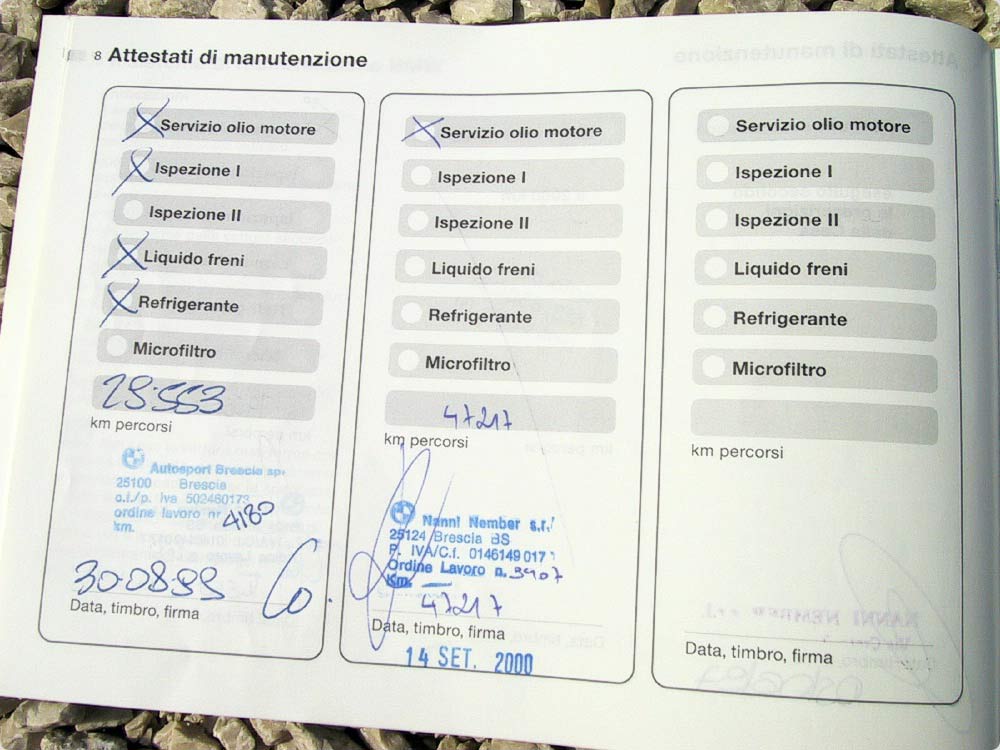 8 Attestati di manutenzione
Servizio olio motore
Ispezione I
Ispezione II
Liquido freni
Refrigerante
Microfiltro
29.553
km percorsi
Autosport Brescia spa
25100 Brescia
c.f./p. iva 502460173
ordine lavoro nr 4180
km.
30.08.99
Data, timbro, firma
Servizio olio motore
Ispezione I
Ispezione II
Liquido freni
Refrigerante
Microfiltro
47217
km percorsi
Nanni Nember s.r.l
25124 Brescia BS
P. IVA/C.f. 0146149017
Ordine Lavoro n. 3907
Km.
47217
Data, timbro, firma
14 SET. 2000
Servizio olio motore
Ispezione I
Ispezione II
Liquido freni
Refrigerante
Microfiltro
km percorsi
Data, timbro, firma